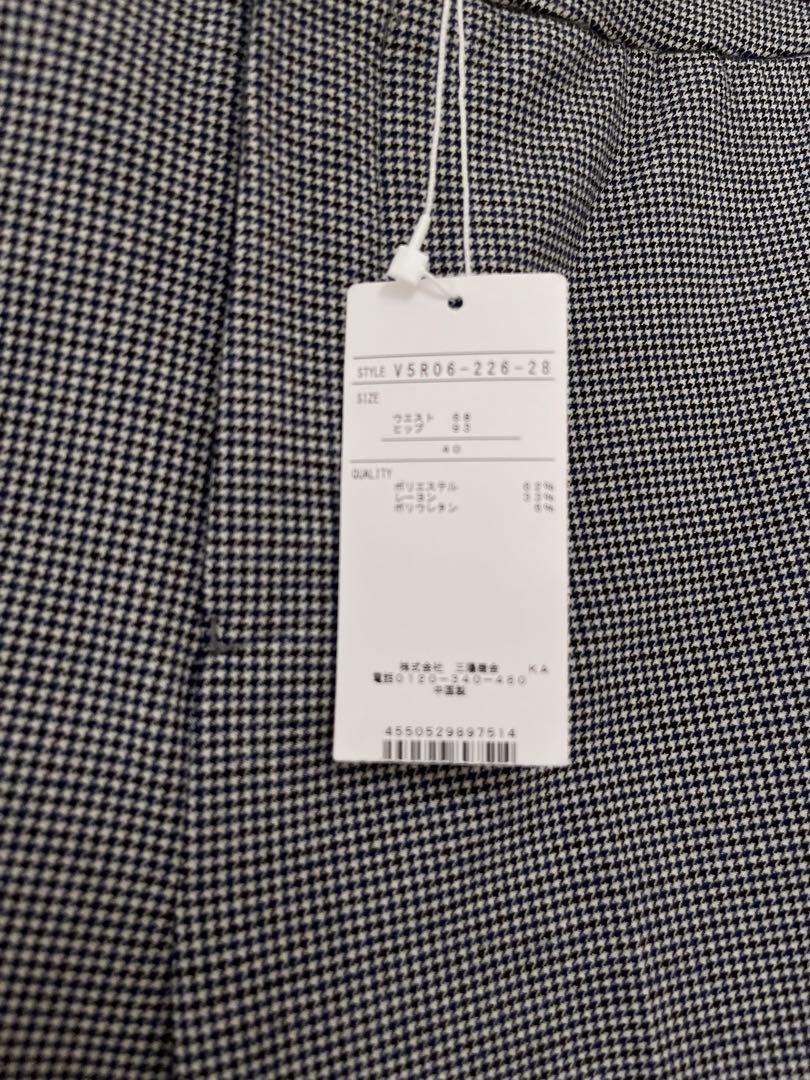 STYLE V5R06-226-28
SIZE
ウエスト 68
ヒップ 93
40
QUALITY
ポリエステル 62%
レーヨン 33%
ポリウレタン 5%
株式会社 三陽商会 KA
電話0120-340-460
中国製
4550529897514